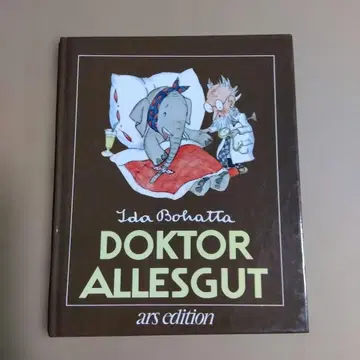 Ida Bohatta
DOKTOR
ALLESGUT
ars edition